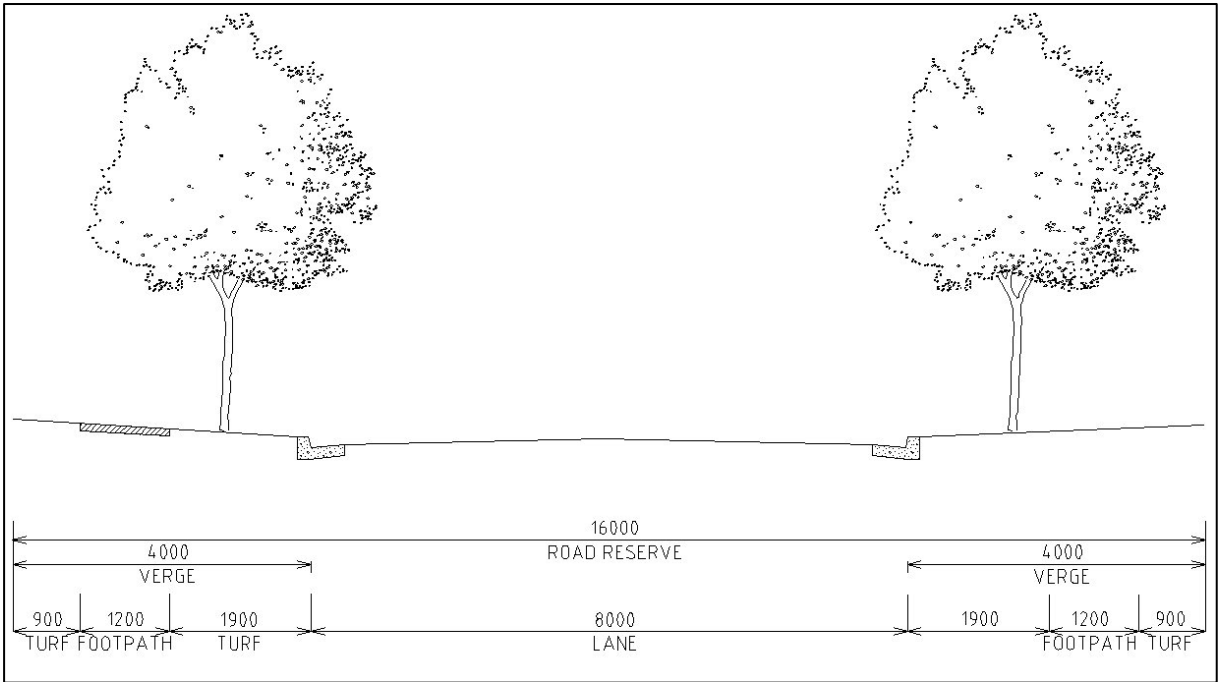 16000
ROAD RESERVE
4000 4000
VERGE VERGE
900 1200 1900 8000 1900 1200 900
TURF FOOTPATH TURF LANE FOOTPATH TURF